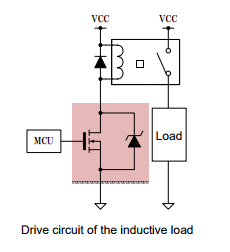 VCC VCC
MCU
Load
Drive circuit of the inductive load